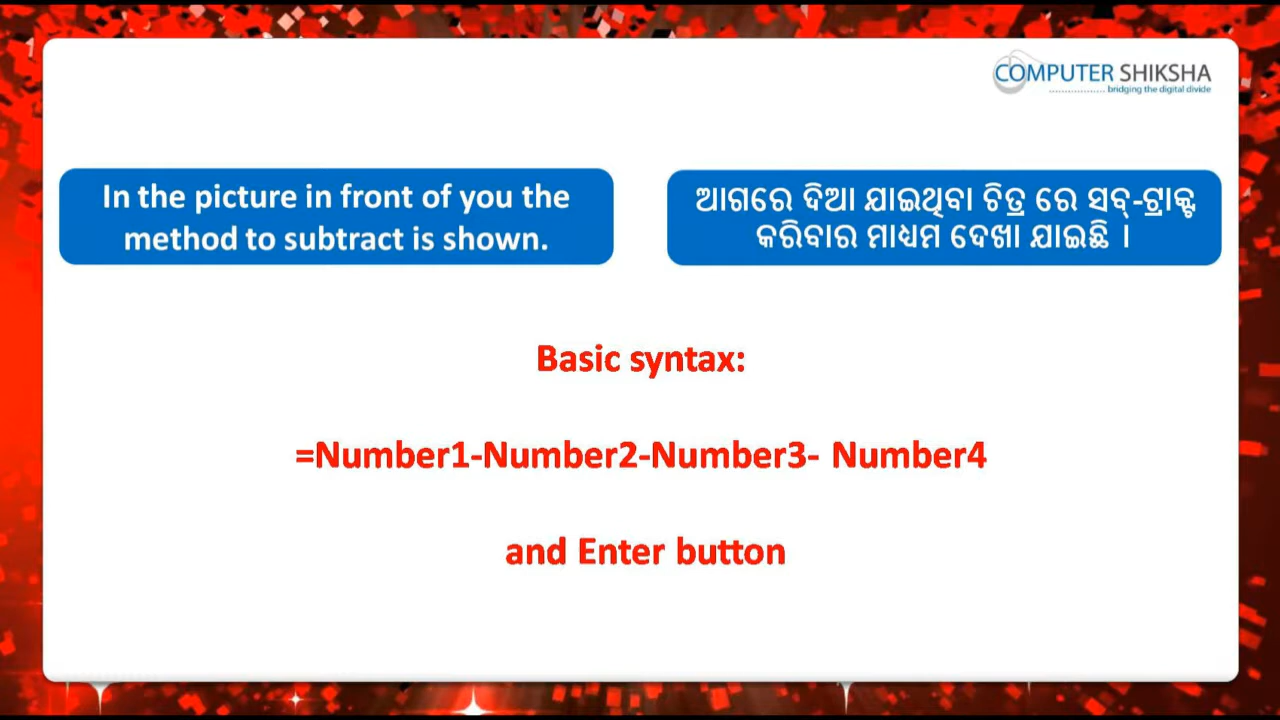 COMPUTER SHIKSHA
bridging the digital divide
In the picture in front of you the
method to subtract is shown.
ଆଗରେ ଦିଆ ଯାଇଥିବା ଚିତ୍ର ରେ ସବ୍-ଟ୍ରାକ୍ଟ
କରିବାର ମାଧ୍ୟମ ଦେଖା ଯାଇଛି ।
Basic syntax:
=Number1-Number2-Number3- Number4
and Enter button